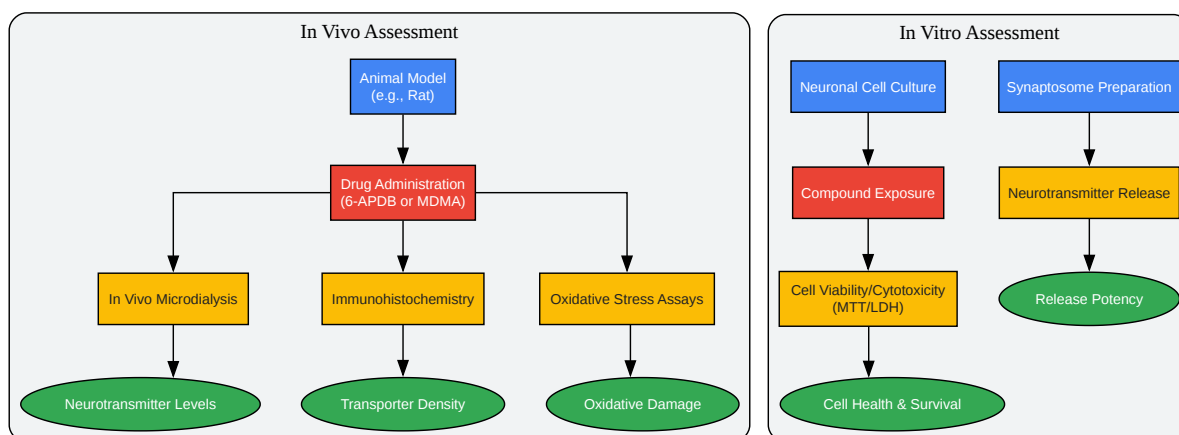 In Vivo Assessment
Animal Model
(e.g., Rat)
Drug Administration
(6-APDB or MDMA)
In Vivo Microdialysis
Immunohistochemistry
Oxidative Stress Assays
Neurotransmitter Levels
Transporter Density
Oxidative Damage
In Vitro Assessment
Neuronal Cell Culture
Synaptosome Preparation
Compound Exposure
Neurotransmitter Release
Cell Viability/Cytotoxicity
(MTT/LDH)
Release Potency
Cell Health & Survival